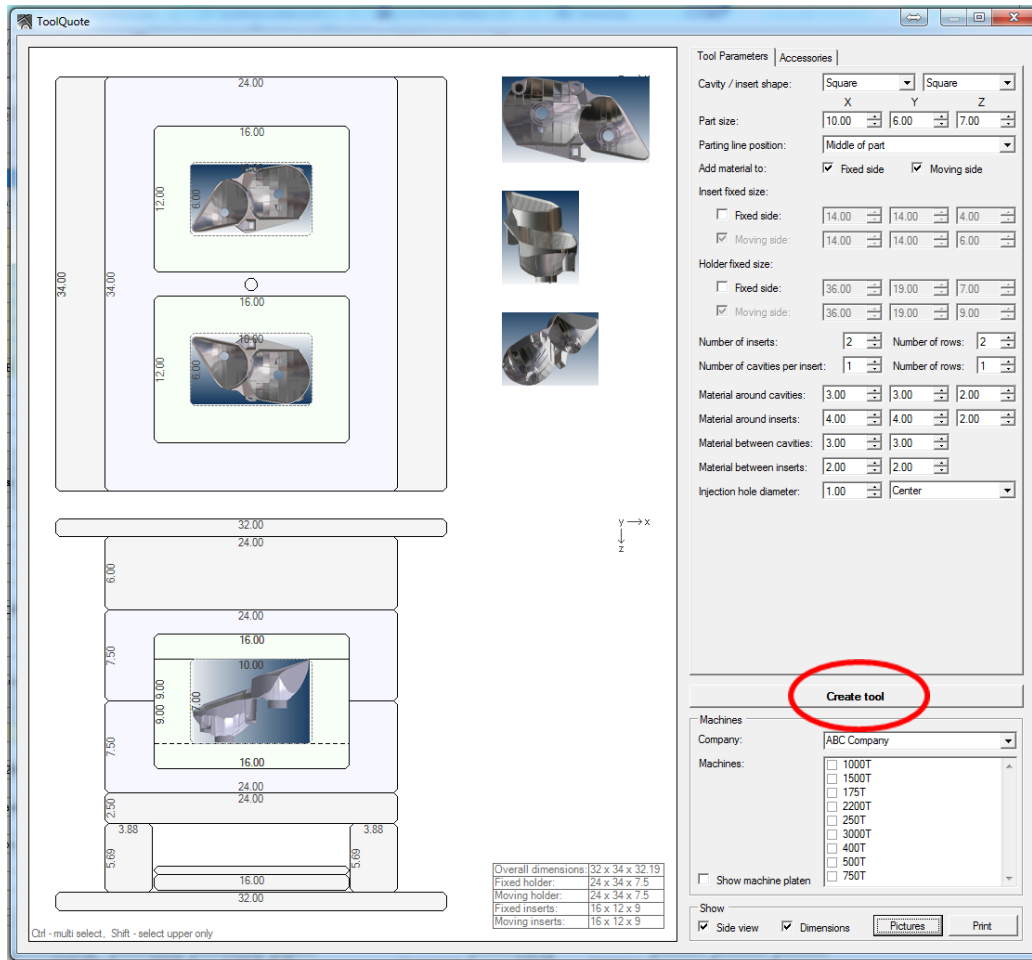 ToolQuote
24.00
16.00
12.00
6.00
34.00
34.00
16.00
10.00
12.00
6.00
32.00
24.00
6.00
24.00
16.00
7.50
10.00
9.00
7.00
9.00
7.50
16.00
24.00
24.00
2.50
3.88
3.88
5.69
5.69
16.00
32.00
y x
z
Overall dimensions: 32 x 34 x 32.19
Fixed holder: 24 x 34 x 7.5
Moving holder: 24 x 34 x 7.5
Fixed inserts: 16 x 12 x 9
Moving inserts: 16 x 12 x 9
Ctrl - multi select, Shift - select upper only
Tool Parameters Accessories
Cavity / insert shape: Square Square
X Y Z
Part size: 10.00 6.00 7.00
Parting line position: Middle of part
Add material to: Fixed side Moving side
Insert fixed size:
Fixed side: 14.00 14.00 4.00
Moving side: 14.00 14.00 6.00
Holder fixed size:
Fixed side: 36.00 19.00 7.00
Moving side: 36.00 19.00 9.00
Number of inserts: 2 Number of rows: 2
Number of cavities per insert: 1 Number of rows: 1
Material around cavities: 3.00 3.00 2.00
Material around inserts: 4.00 4.00 2.00
Material between cavities: 3.00 3.00
Material between inserts: 2.00 2.00
Injection hole diameter: 1.00 Center
Create tool
Machines
Company: ABC Company
Machines: 1000T
1500T
175T
2200T
250T
3000T
400T
500T
750T
Show machine platen
Show
Side view Dimensions Pictures Print